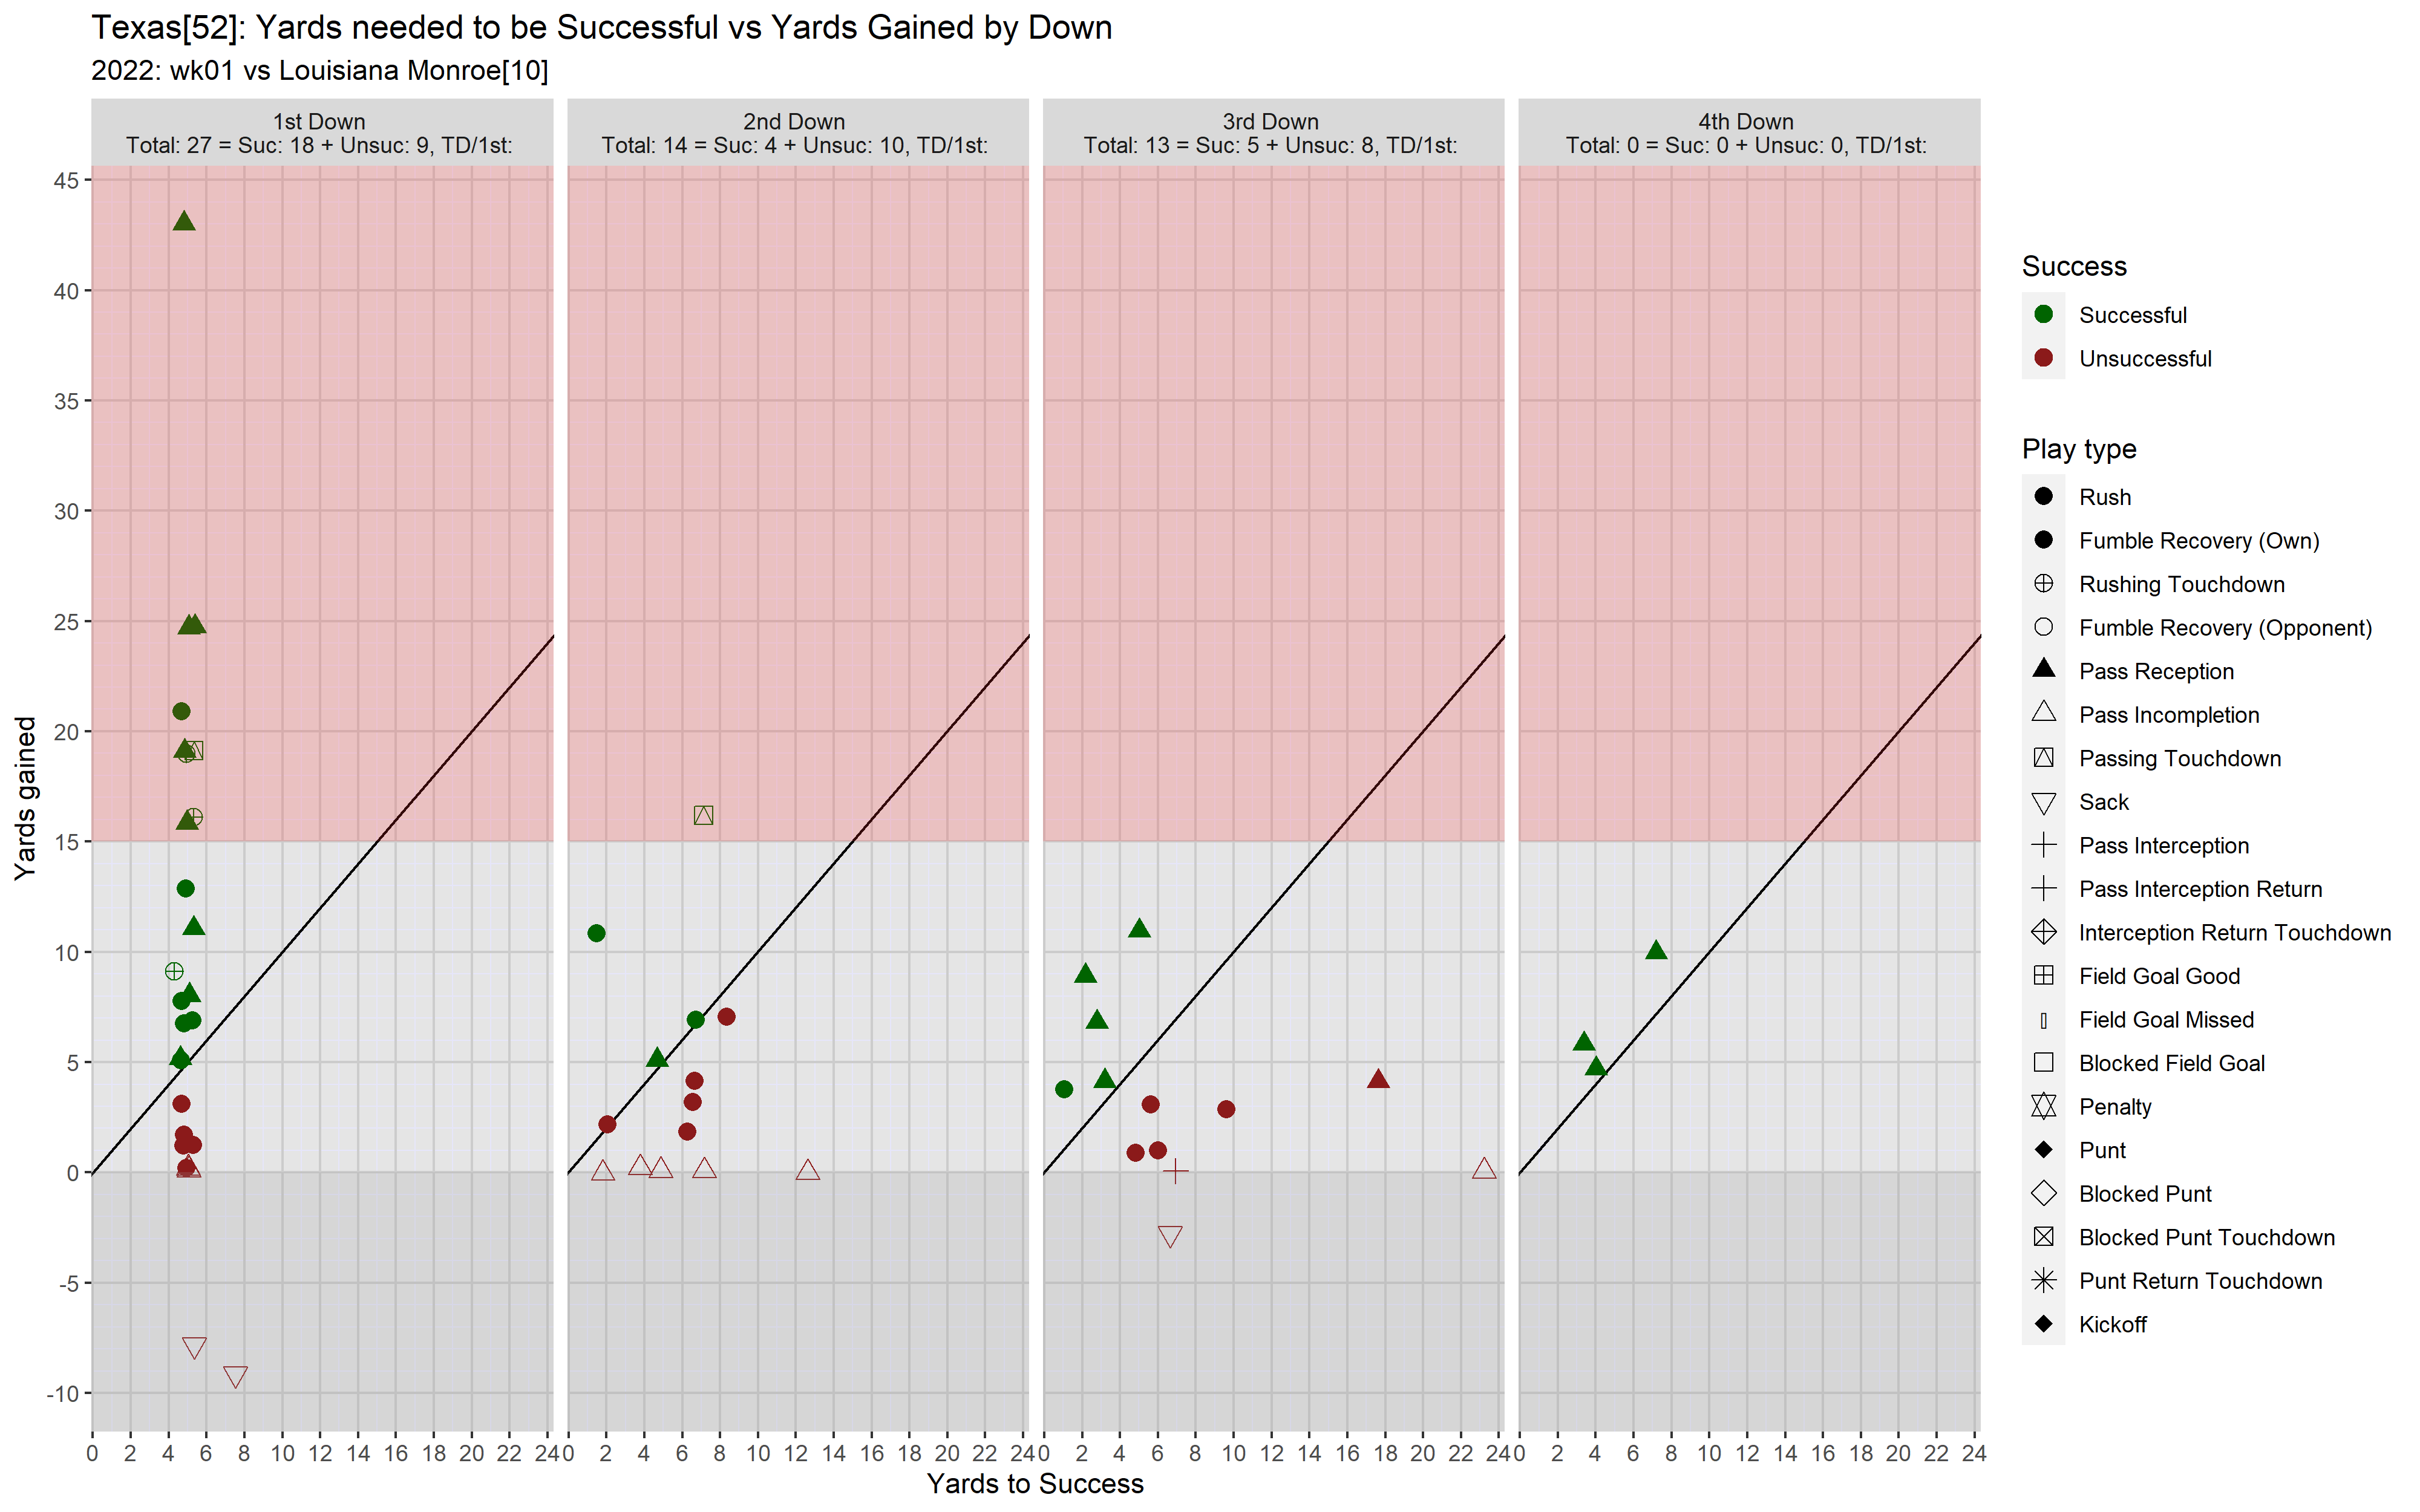 Texas[52]: Yards needed to be Successful vs Yards Gained by Down
2022: wk01 vs Louisiana Monroe[10]
1st Down
Total: 27 = Suc: 18 + Unsuc: 9, TD/1st:
2nd Down
Total: 14 = Suc: 4 + Unsuc: 10, TD/1st:
3rd Down
Total: 13 = Suc: 5 + Unsuc: 8, TD/1st:
4th Down
Total: 0 = Suc: 0 + Unsuc: 0, TD/1st:
Yards gained
45
40
35
30
25
20
15
10
5
0
-5
-10
0 2 4 6 8 10 12 14 16 18 20 22 24
0 2 4 6 8 10 12 14 16 18 20 22 24
0 2 4 6 8 10 12 14 16 18 20 22 24
0 2 4 6 8 10 12 14 16 18 20 22 24
Yards to Success
Success
Successful
Unsuccessful
Play type
Rush
Fumble Recovery (Own)
Rushing Touchdown
Fumble Recovery (Opponent)
Pass Reception
Pass Incompletion
Passing Touchdown
Sack
Pass Interception
Pass Interception Return
Interception Return Touchdown
Field Goal Good
Field Goal Missed
Blocked Field Goal
Penalty
Punt
Blocked Punt
Blocked Punt Touchdown
Punt Return Touchdown
Kickoff